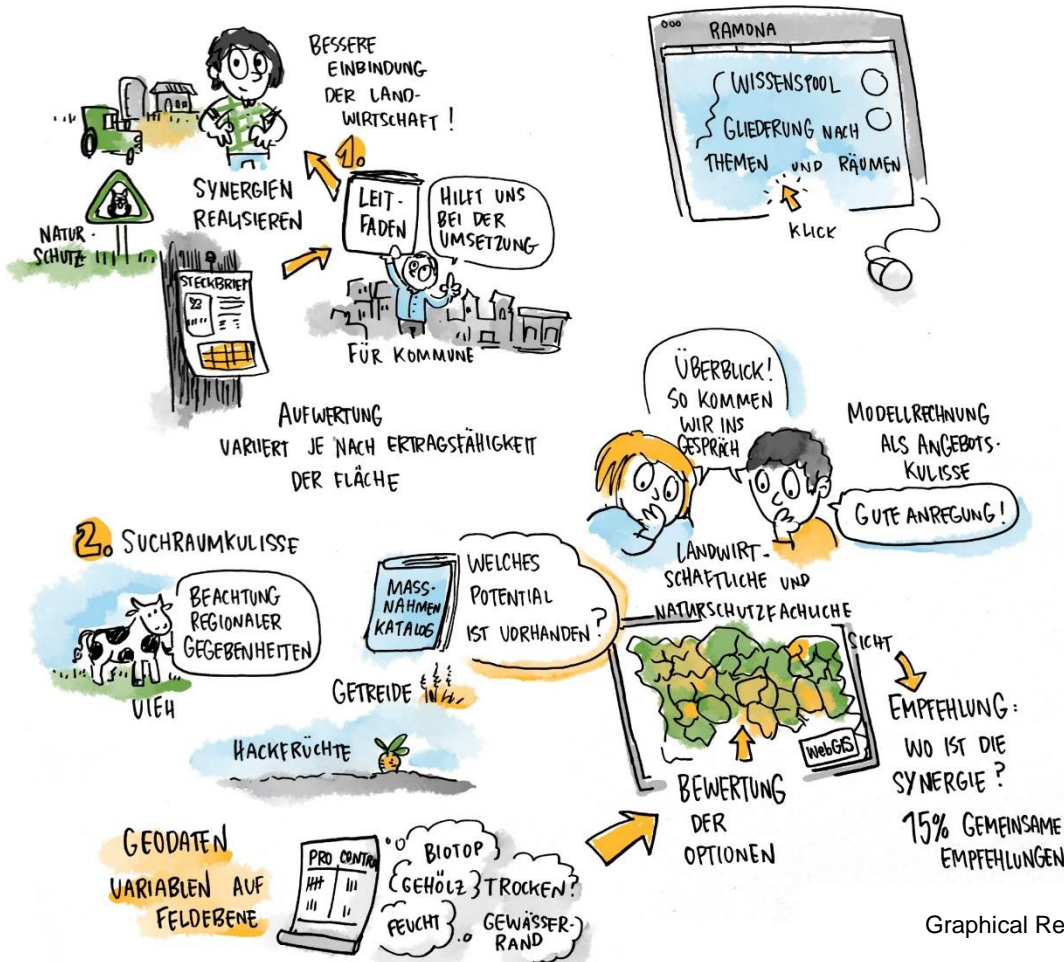 BESSERE
EINBINDUNG
DER LAND-
WIRTSCHAFT!
1.
SYNERGIEN
REALISIEREN
LEIT-
FADEN
HILFT UNS
BEI DER
UMSETZUNG
NATUR-
SCHUTZ
STECKBRIEF
FÜR KOMMUNE
RAMONA
WISSENSPOOL
GLIEDERUNG NACH
THEMEN UND RÄUMEN
KLICK
AUFWERTUNG
VARIIERT JE NACH ERTRAGSFÄHIGKEIT
DER FLÄCHE
ÜBERBLICK!
SO KOMMEN
WIR INS
GESPRÄCH
MODELLRECHNUNG
ALS ANGEBOTS-
KULISSE
GUTE ANREGUNG!
2. SUCHRAUMKULISSE
BEACHTUNG
REGIONALER
GEGEBENHEITEN
VIEH
MASS-
NAHMEN
KATALOG
WELCHES
POTENTIAL
IST VORHANDEN?
GETREIDE
HACKFRÜCHTE
LANDWIRT-
SCHAFTLICHE UND
NATURSCHUTZFACHLICHE
SICHT
WebGIS
EMPFEHLUNG:
WO IST DIE
SYNERGIE?
15% GEMEINSAME
EMPFEHLUNGEN
BEWERTUNG
DER
OPTIONEN
GEODATEN
VARIABLEN AUF
FELDEBENE
PRO CONTRA
BIOTOP
GEHÖLZ
TROCKEN?
FEUCHT
GEWÄSSER-
RAND
Graphical Re